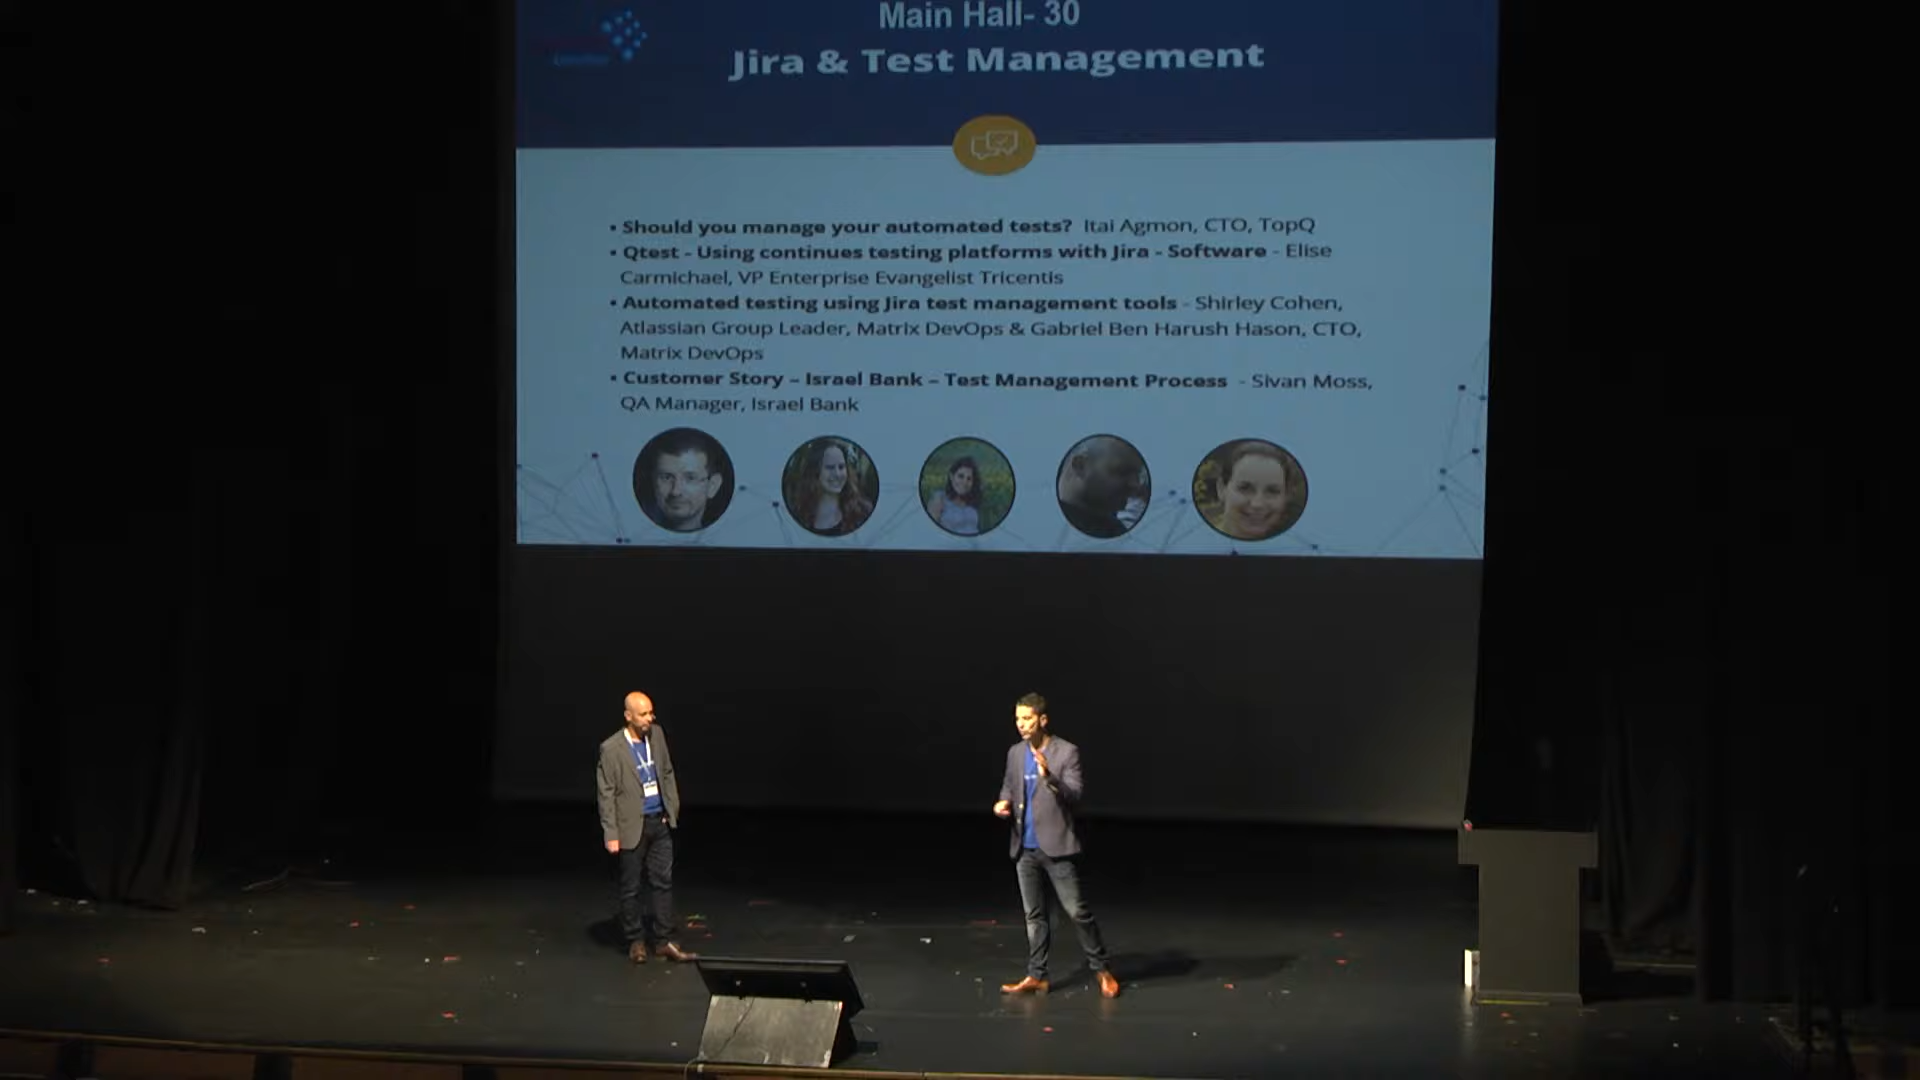 Main Hall- 30
Jira & Test Management
• Should you manage your automated tests? Itai Agmon, CTO, TopQ
• Qtest - Using continues testing platforms with Jira - Software - Elise
Carmichael, VP Enterprise Evangelist Tricentis
• Automated testing using Jira test management tools - Shirley Cohen,
Atlassian Group Leader, Matrix DevOps & Gabriel Ben Harush Hason, CTO,
Matrix DevOps
• Customer Story – Israel Bank – Test Management Process - Sivan Moss,
QA Manager, Israel Bank